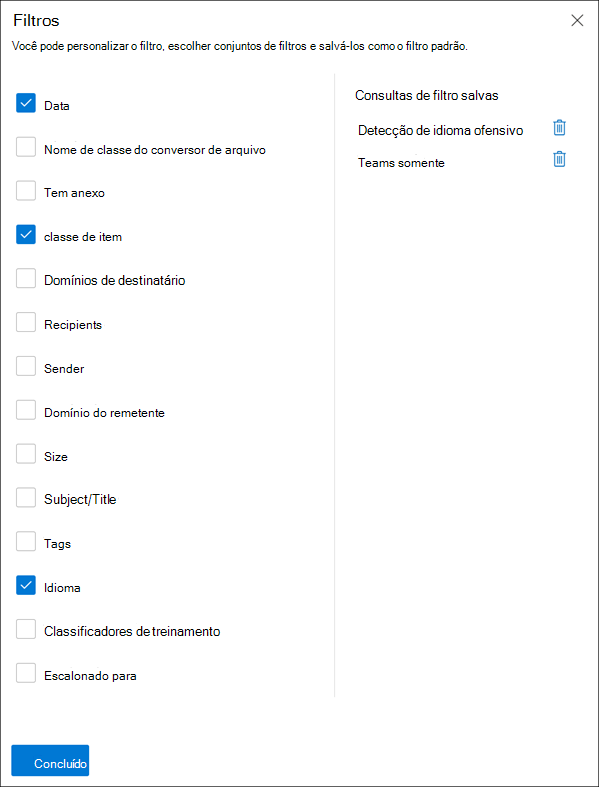 Filtros
Você pode personalizar o filtro, escolher conjuntos de filtros e salvá-los como o filtro padrão.
Data
Nome de classe do conversor de arquivo
Tem anexo
classe de item
Domínios de destinatário
Recipients
Sender
Domínio do remetente
Size
Subject/Title
Tags
Idioma
Classificadores de treinamento
Escalonado para
Consultas de filtro salvas
Detecção de idioma ofensivo
Teams somente
Concluído